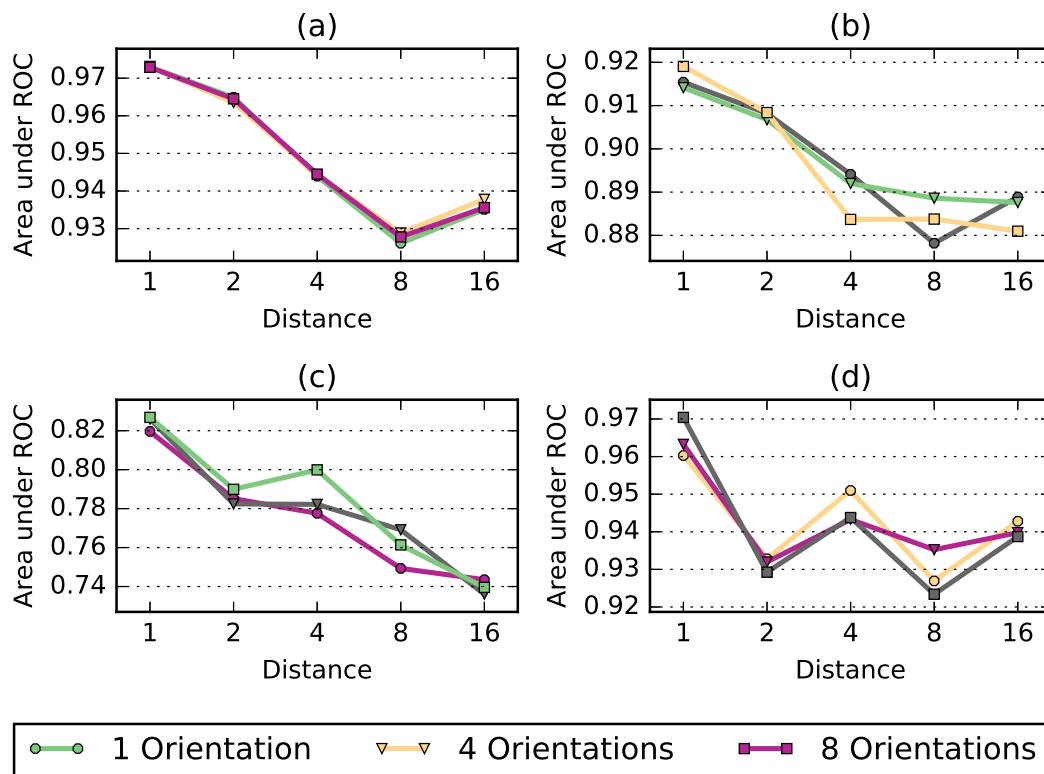 (a)
(b)
Area under ROC
0.97
0.96
0.95
0.94
0.93
1 2 4 8 16
Distance
Area under ROC
0.92
0.91
0.90
0.89
0.88
1 2 4 8 16
Distance
(c)
(d)
Area under ROC
0.82
0.80
0.78
0.76
0.74
1 2 4 8 16
Distance
Area under ROC
0.97
0.96
0.95
0.94
0.93
0.92
1 2 4 8 16
Distance
1 Orientation 4 Orientations 8 Orientations